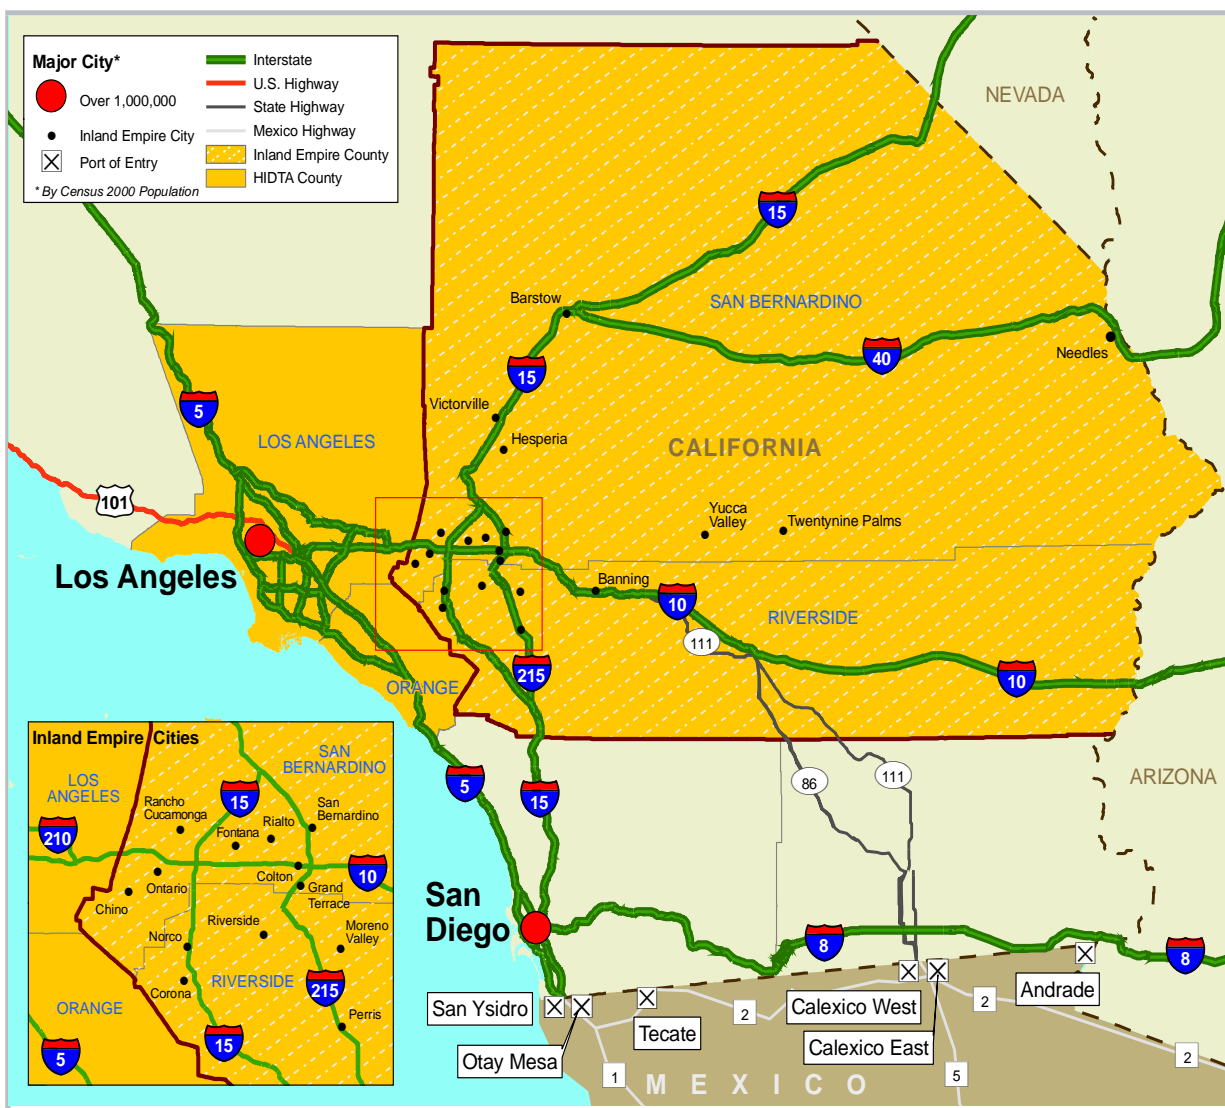 Major City*
Over 1,000,000
Inland Empire City
Port of Entry
* By Census 2000 Population
Interstate
U.S. Highway
State Highway
Mexico Highway
Inland Empire County
HIDTA County
NEVADA
15
Barstow
SAN BERNARDINO
Needles
40
15
5
Victorville
Hesperia
LOS ANGELES
CALIFORNIA
101
Yucca
Valley
Twentynine Palms
Los Angeles
Banning
10
RIVERSIDE
111
215
10
ORANGE
5
15
86
111
ARIZONA
San
Diego
8
8
San Ysidro
Otay Mesa
Tecate
2
Calexico West
Calexico East
2
Andrade
2
1
5
MEXICO
Inland Empire Cities
SAN
BERNARDINO
LOS
ANGELES
15
Rancho
Cucamonga
San
Bernardino
210
Fontana
Rialto
10
Ontario
Colton
Chino
Grand
Terrace
Norco
Riverside
Moreno
Valley
Corona
RIVERSIDE
215
ORANGE
Perris
5
15